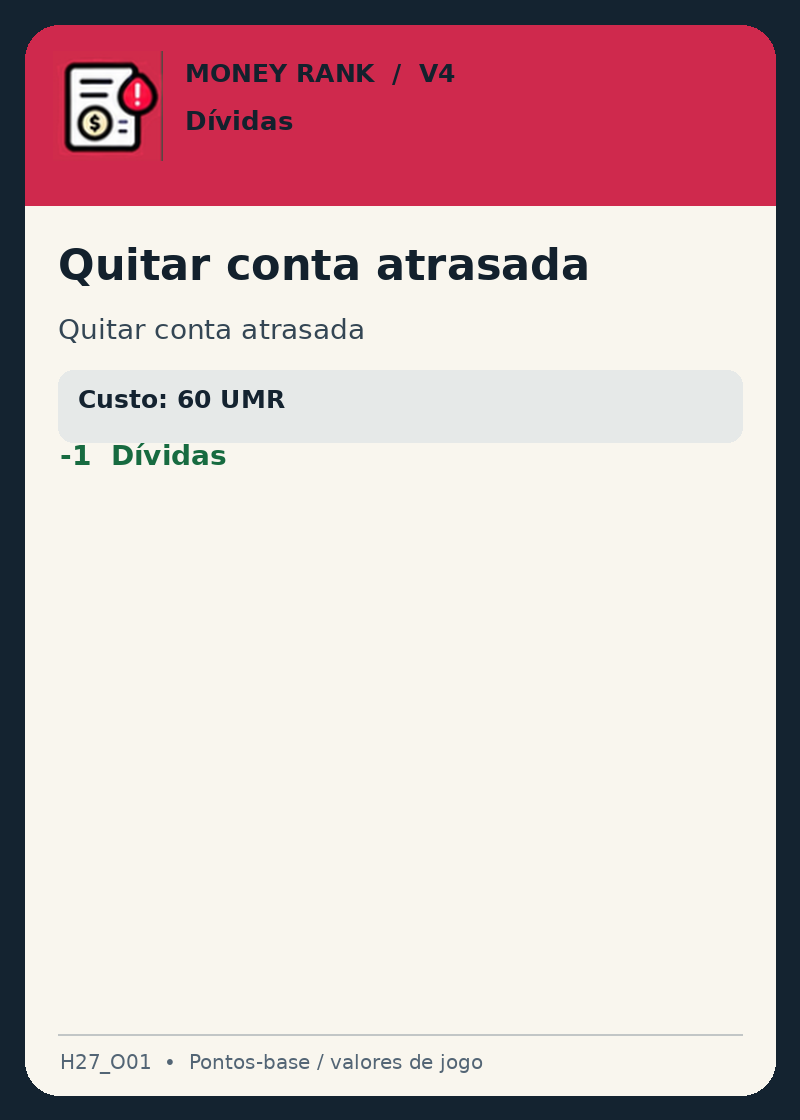 MONEY RANK / V4
Dívidas
Quitar conta atrasada
Quitar conta atrasada
Custo: 60 UMR
-1 Dívidas
H27_O01 • Pontos-base / valores de jogo